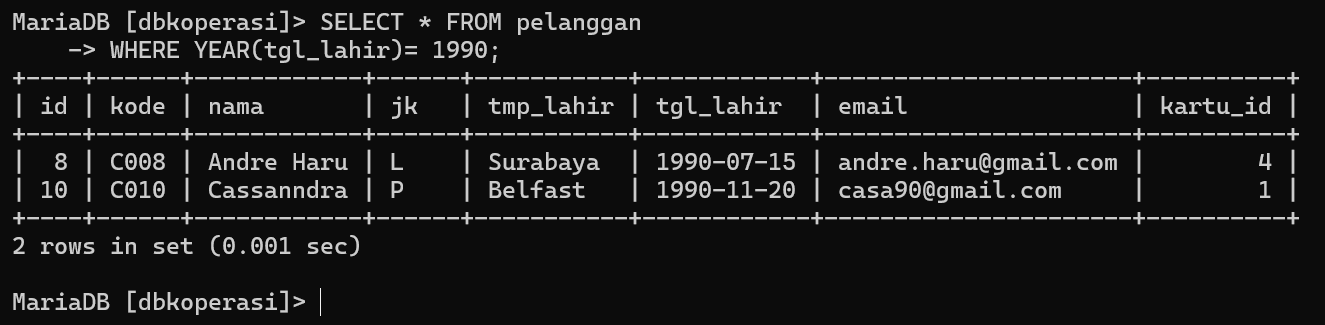 MariaDB [dbkoperasi]> SELECT * FROM pelanggan
    -> WHERE YEAR(tgl_lahir)= 1990;
+----+------+------------+------+-----------+------------+----------------------+----------+
| id | kode | nama       | jk   | tmp_lahir | tgl_lahir  | email                | kartu_id |
+----+------+------------+------+-----------+------------+----------------------+----------+
|  8 | C008 | Andre Haru | L    | Surabaya  | 1990-07-15 | andre.haru@gmail.com |        4 |
| 10 | C010 | Cassanndra | P    | Belfast   | 1990-11-20 | casa90@gmail.com     |        1 |
+----+------+------------+------+-----------+------------+----------------------+----------+
2 rows in set (0.001 sec)

MariaDB [dbkoperasi]>